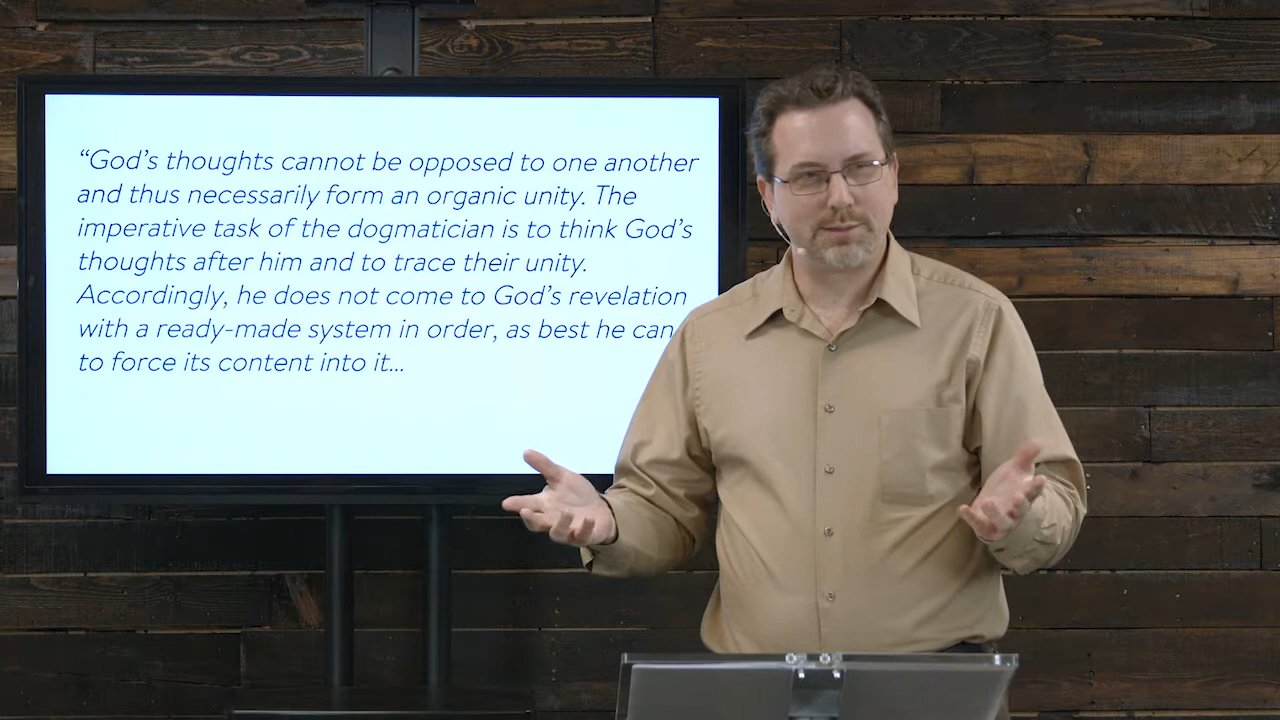 “God’s thoughts cannot be opposed to one another
and thus necessarily form an organic unity. The
imperative task of the dogmatician is to think God’s
thoughts after him and to trace their unity.
Accordingly, he does not come to God’s revelation
with a ready-made system in order, as best he can
to force its content into it...